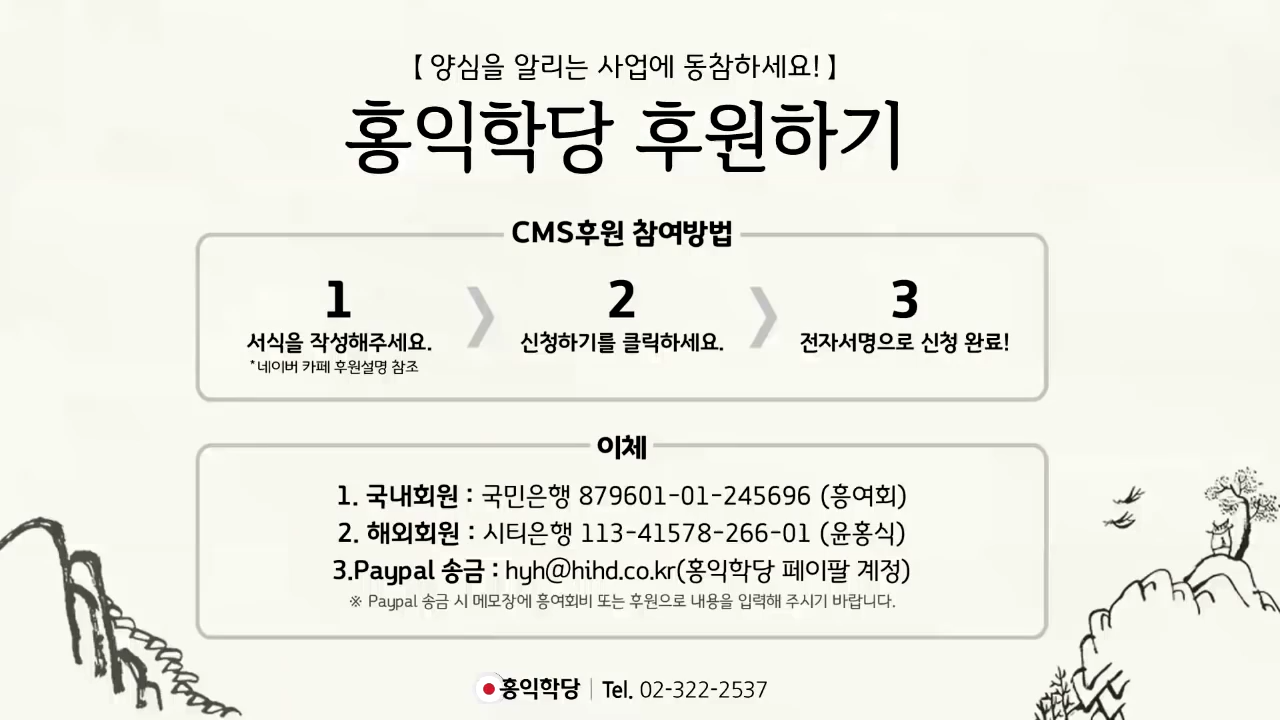 【 양심을 알리는 사업에 동참하세요! 】
홍익학당 후원하기
CMS후원 참여방법
1
서식을 작성해주세요.
*네이버 카페 후원설명 참조
2
신청하기를 클릭하세요.
3
전자서명으로 신청 완료!
이체
1. 국내회원 : 국민은행 879601-01-245696 (흥여회)
2. 해외회원 : 시티은행 113-41578-266-01 (윤홍식)
3.Paypal 송금 : hyh@hihd.co.kr(홍익학당 페이팔 계정)
※ Paypal 송금 시 메모장에 흥여회비 또는 후원으로 내용을 입력해 주시기 바랍니다.
홍익학당 | Tel. 02-322-2537